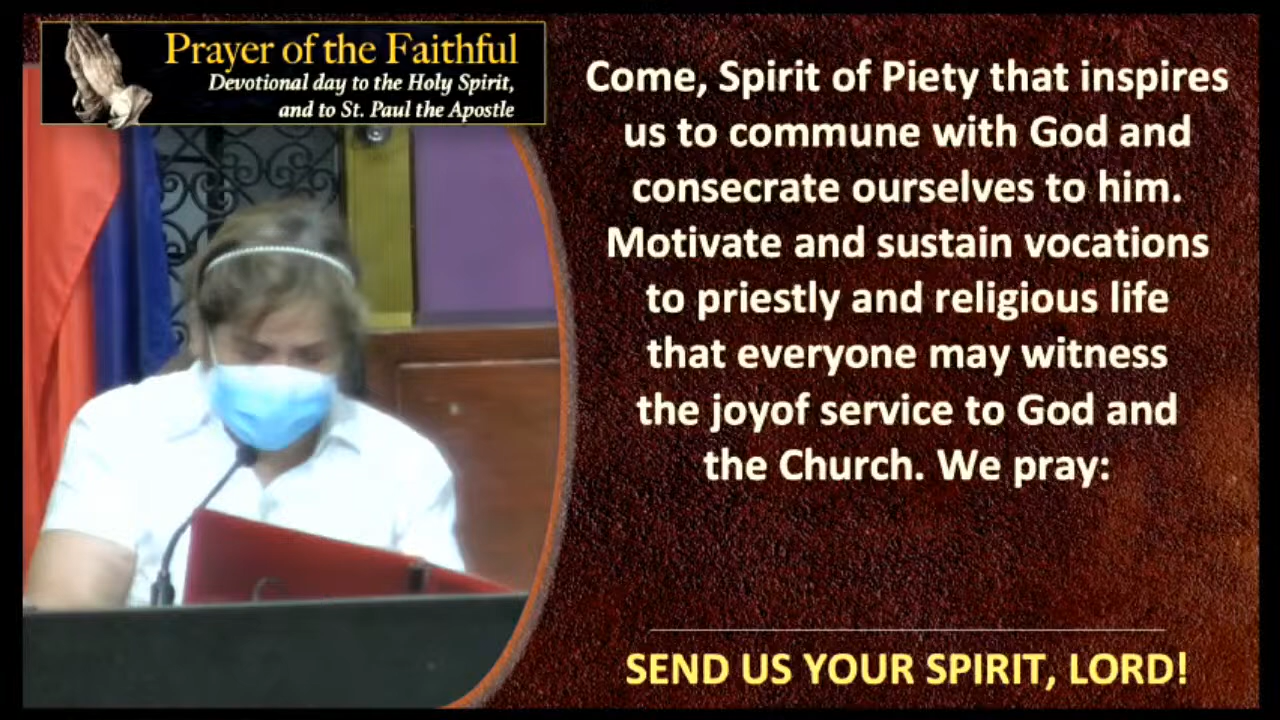 Prayer of the Faithful
Devotional day to the Holy Spirit,
and to St. Paul the Apostle
Come, Spirit of Piety that inspires
us to commune with God and
consecrate ourselves to him.
Motivate and sustain vocations
to priestly and religious life
that everyone may witness
the joyof service to God and
the Church. We pray:
SEND US YOUR SPIRIT, LORD!